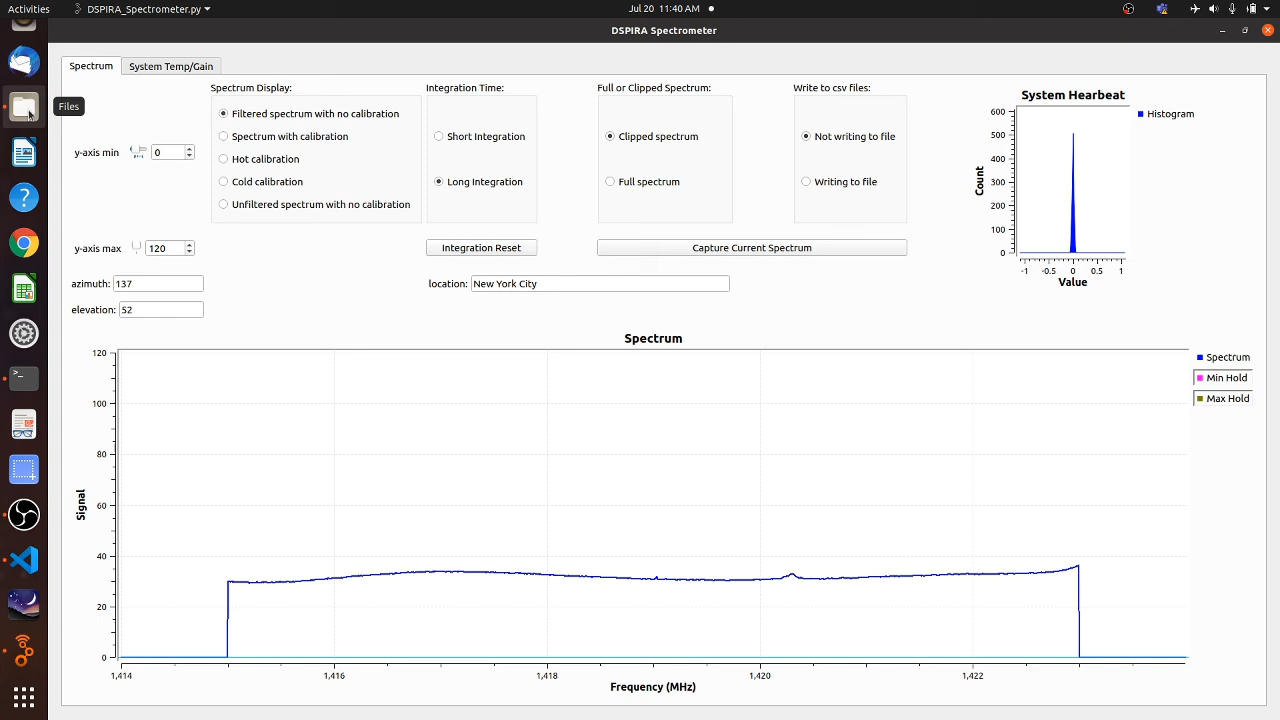 Activities DSPIRA_Spectrometer.py Jul 20 11:40 AM
DSPIRA Spectrometer
Spectrum System Temp/Gain
Files
Spectrum Display: Integration Time: Full or Clipped Spectrum: Write to csv files:
Filtered spectrum with no calibration
Spectrum with calibration Short Integration Clipped spectrum Not writing to file
Hot calibration
Cold calibration Long Integration Full spectrum Writing to file
Unfiltered spectrum with no calibration
y-axis min 0
y-axis max 120 Integration Reset Capture Current Spectrum
azimuth: 137 location: New York City
elevation: 52
System Hearbeat
Histogram
600
500
400
300
200
100
0
Count
-1 -0.5 0 0.5 1
Value
Spectrum
120
100
80
60
40
20
0
Signal
1,414 1,416 1,418 1,420 1,422
Frequency (MHz)
Spectrum
Min Hold
Max Hold